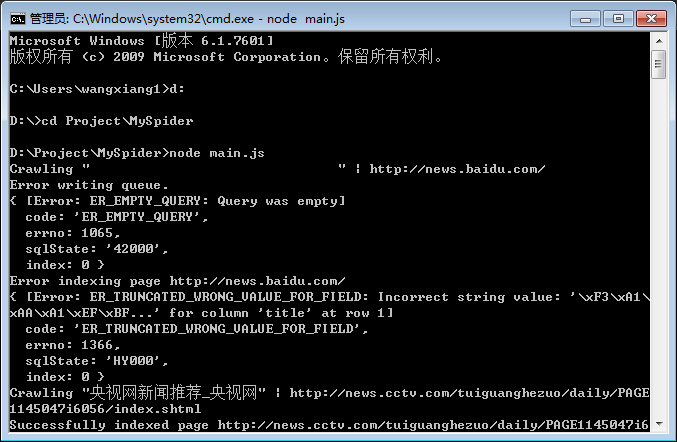 管理员: C:\Windows\system32\cmd.exe - node  main.js
Microsoft Windows [版本 6.1.7601]
版权所有 (c) 2009 Microsoft Corporation。保留所有权利。
C:\Users\wangxiang1>d:
D:\>cd Project\MySpider
D:\Project\MySpider>node main.js
Crawling "                               " | http://news.baidu.com/
Error writing queue.
{ [Error: ER_EMPTY_QUERY: Query was empty]
  code: 'ER_EMPTY_QUERY',
  errno: 1065,
  sqlState: '42000',
  index: 0 }
Error indexing page http://news.baidu.com/
{ [Error: ER_TRUNCATED_WRONG_VALUE_FOR_FIELD: Incorrect string value: '\xF3\xA1\
xAA\xA1\xEF\xBF...' for column 'title' at row 1]
  code: 'ER_TRUNCATED_WRONG_VALUE_FOR_FIELD',
  errno: 1366,
  sqlState: 'HY000',
  index: 0 }
Crawling "央视网新闻推荐_央视网" | http://news.cctv.com/tuiguanghezuo/daily/PAGE
1145047i6056/index.shtml
Successfully indexed page http://news.cctv.com/tuiguanghezuo/daily/PAGE1145047i6